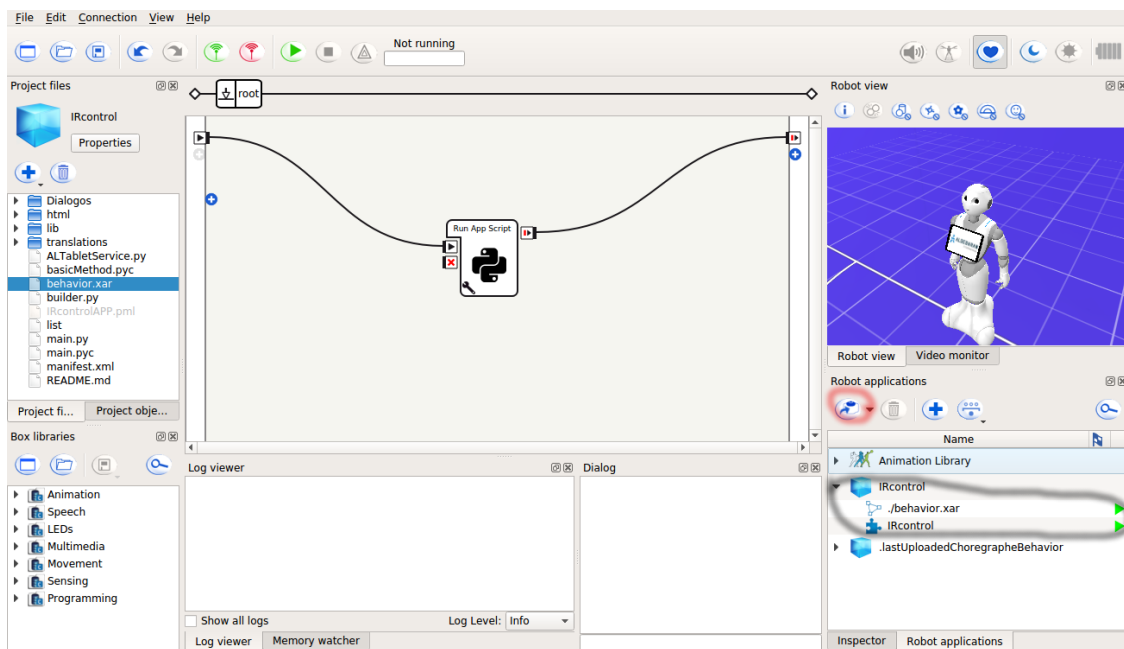 File Edit Connection View Help
Not running
Project files
IRcontrol
Properties
Dialogos
html
lib
translations
ALTabletService.py
basicMethod.pyc
behavior.xar
builder.py
IRcontrolAPP.pml
list
main.py
main.pyc
manifest.xml
README.md
Project fi... Project obje...
Box libraries
Animation
Speech
LEDs
Multimedia
Movement
Sensing
Programming
root
Run App Script
Log viewer
Show all logs
Log Level: Info
Log viewer Memory watcher
Dialog
Robot view
ALDEBARAN
Robot view Video monitor
Robot applications
Name
Animation Library
IRcontrol
./behavior.xar
IRcontrol
.lastUploadedChoregrapheBehavior
Inspector Robot applications